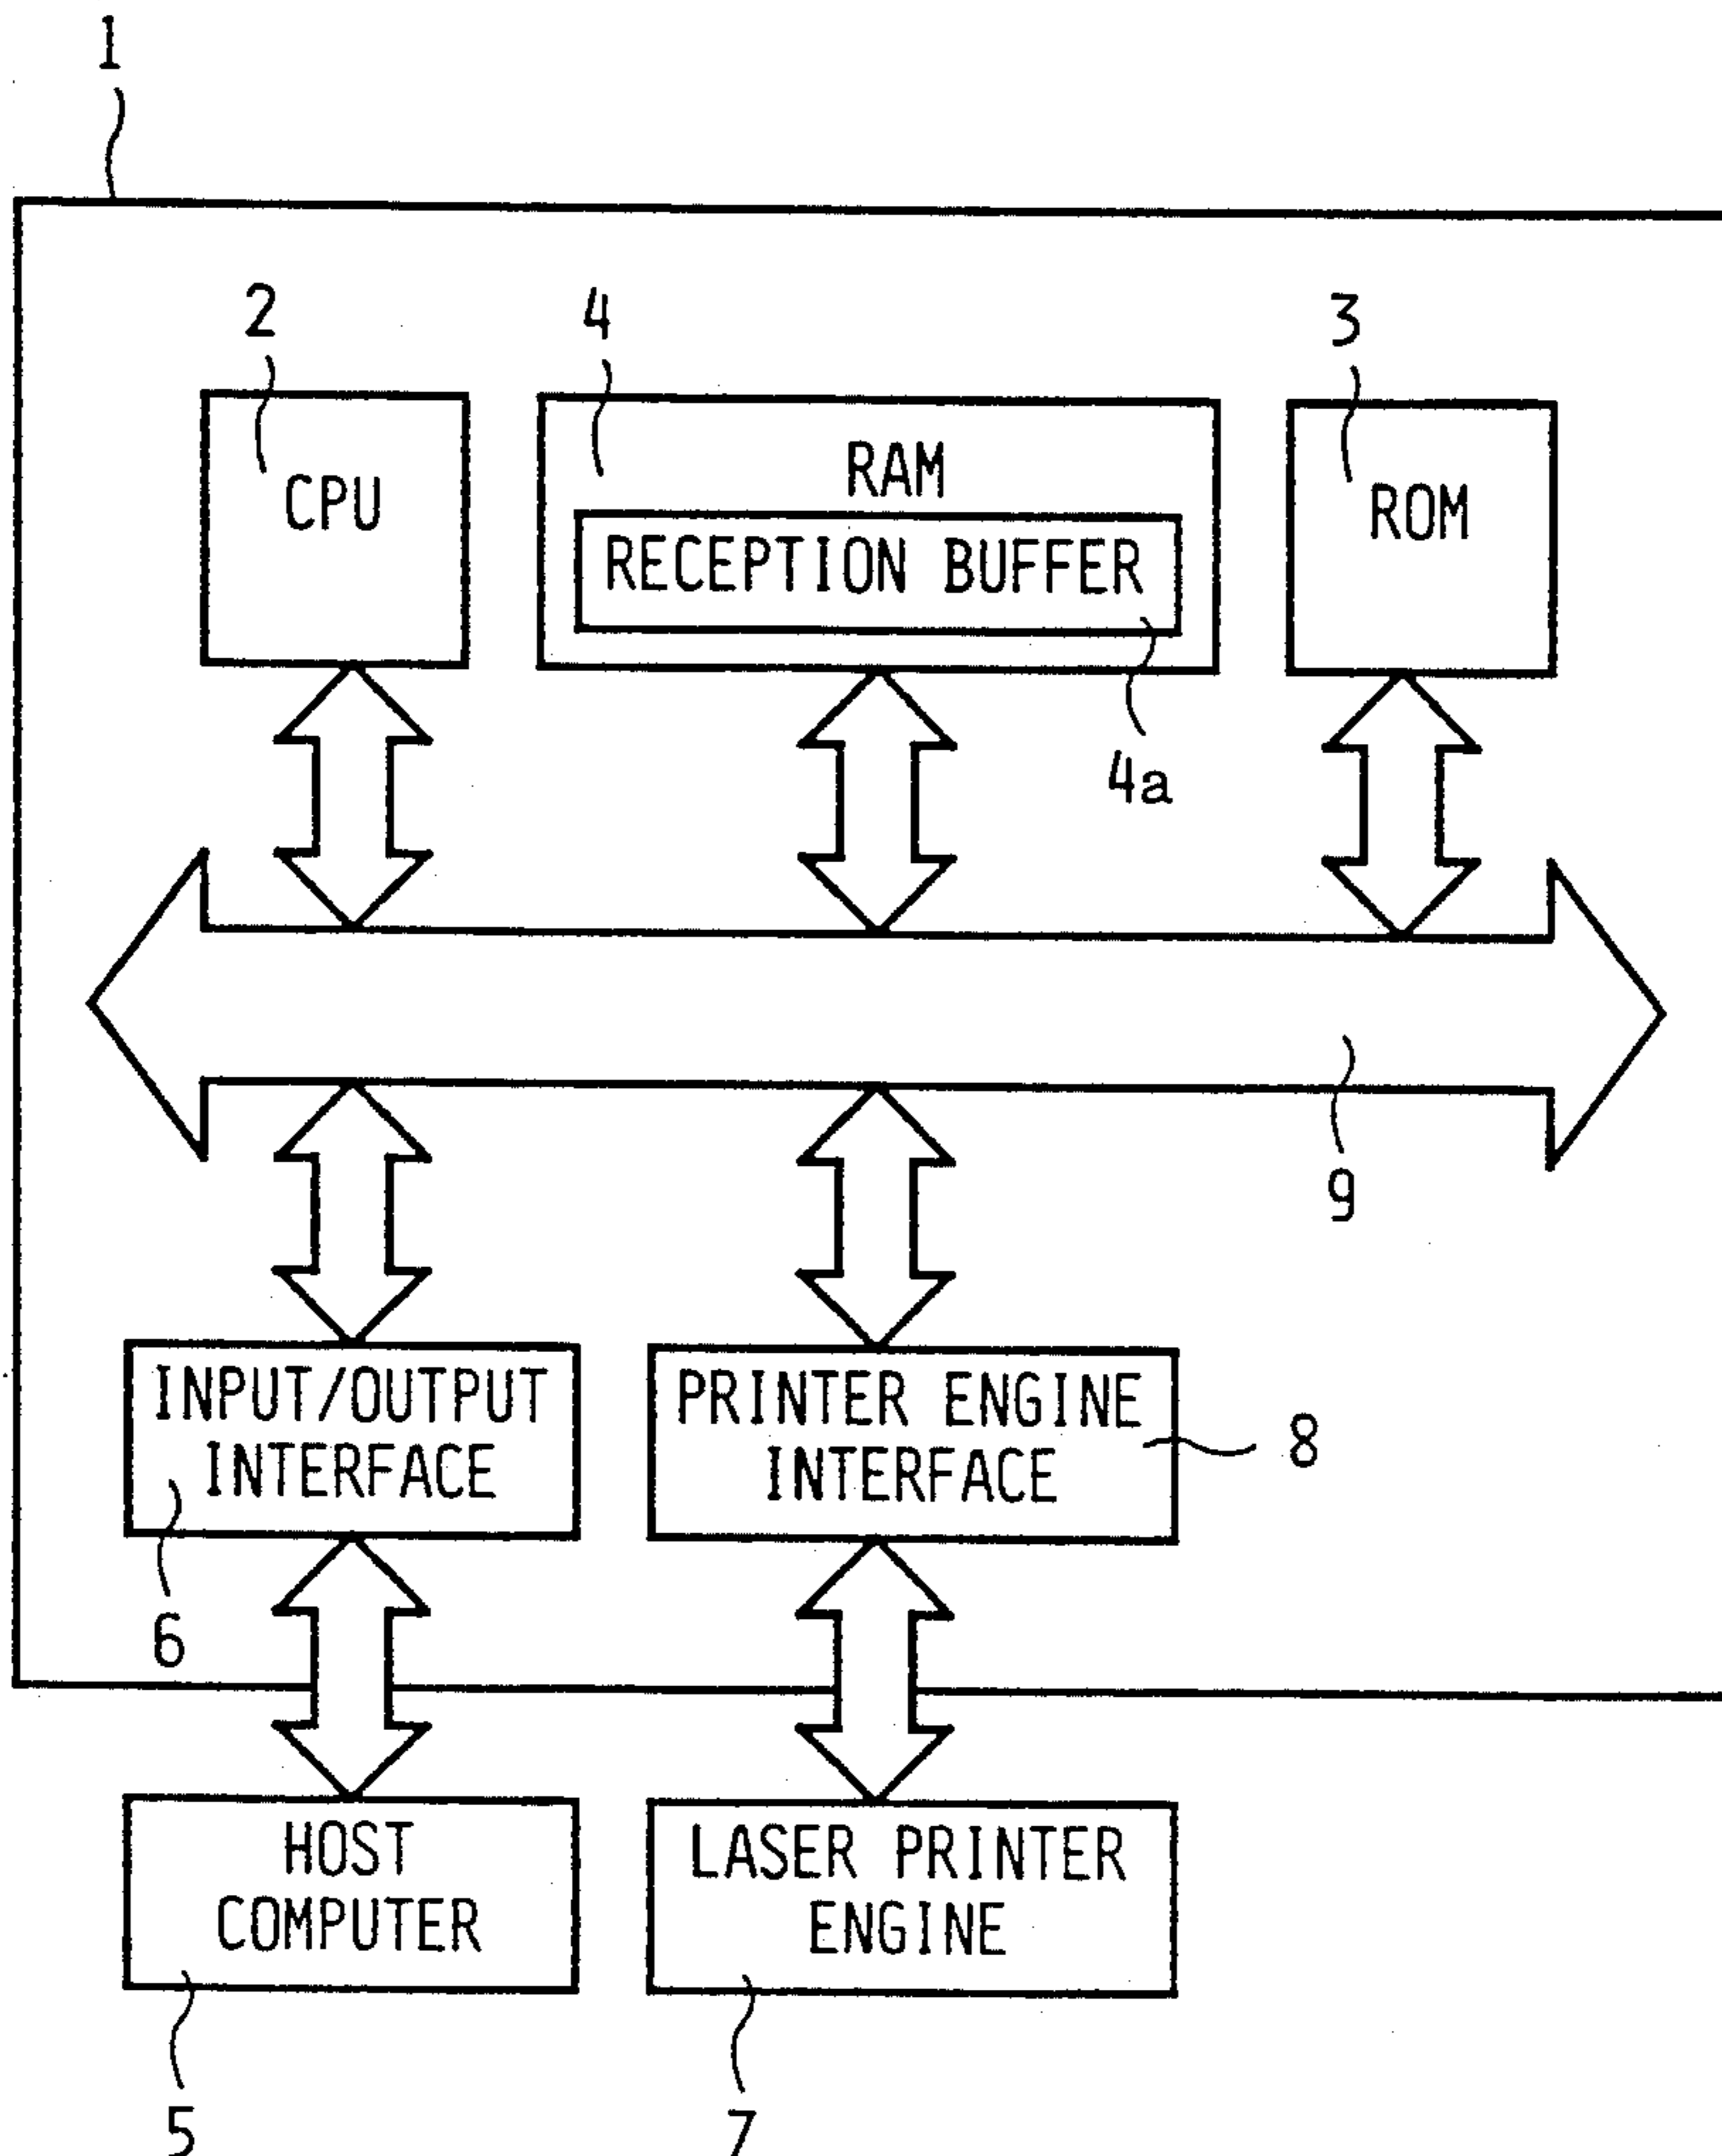 1
2
4
3
CPU
RAM
ROM
RECEPTION BUFFER
4a
9
INPUT/OUTPUT
INTERFACE
PRINTER ENGINE
INTERFACE
8
6
HOST
COMPUTER
LASER PRINTER
ENGINE
5
7